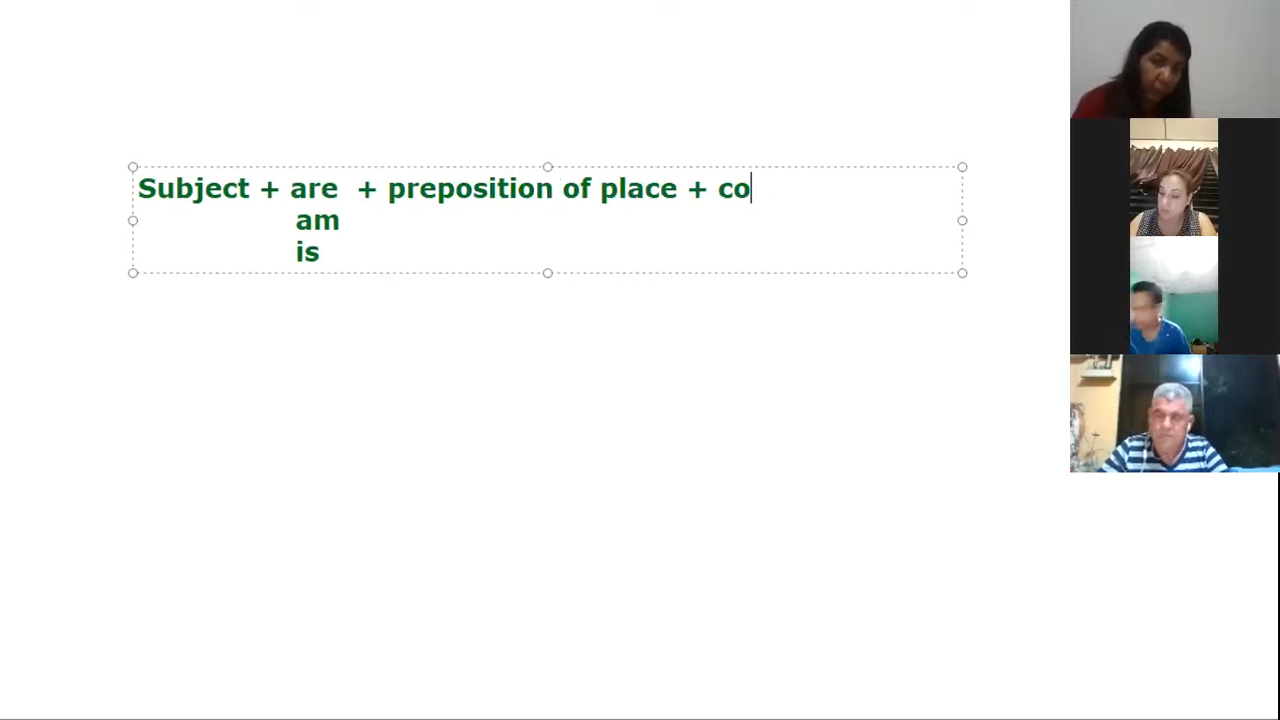 Subject + are + preposition of place + co
am
is